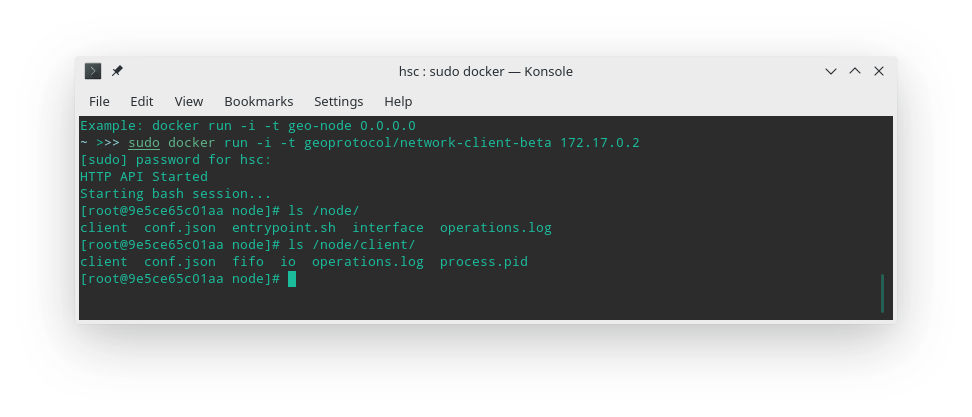 hsc : sudo docker — Konsole
File Edit View Bookmarks Settings Help
Example: docker run -i -t geo-node 0.0.0.0
~ >>> sudo docker run -i -t geoprotocol/network-client-beta 172.17.0.2
[sudo] password for hsc:
HTTP API Started
Starting bash session...
[root@9e5ce65c01aa node]# ls /node/
client conf.json entrypoint.sh interface operations.log
[root@9e5ce65c01aa node]# ls /node/client/
client conf.json fifo io operations.log process.pid
[root@9e5ce65c01aa node]#